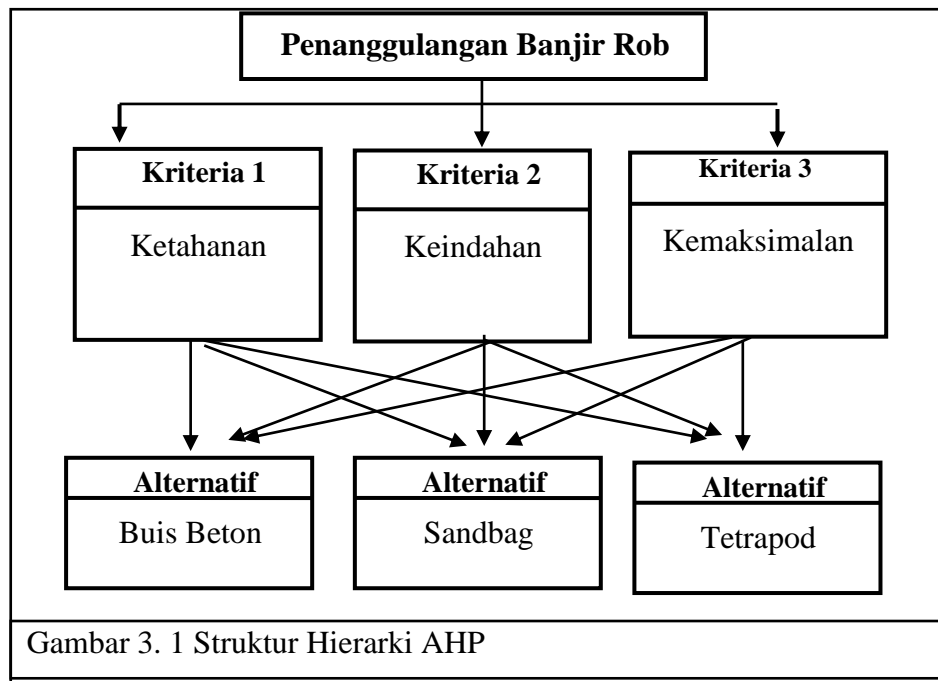 Penanggulangan Banjir Rob
Kriteria 1
Kriteria 2
Kriteria 3
Ketahanan
Keindahan
Kemaksimalan
Alternatif
Alternatif
Alternatif
Buis Beton
Sandbag
Tetrapod
Gambar 3. 1 Struktur Hierarki AHP